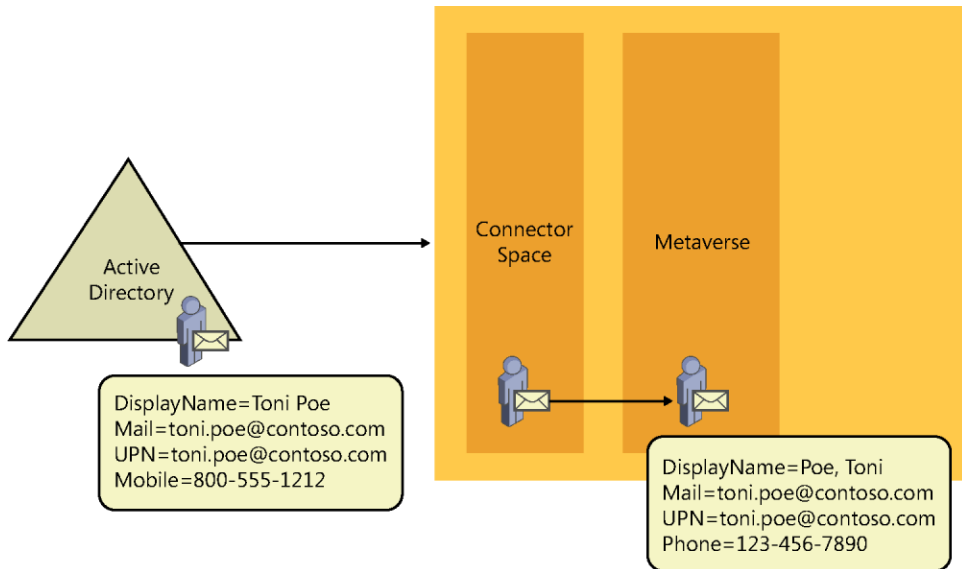 Active
Directory
DisplayName=Toni Poe
Mail=toni.poe@contoso.com
UPN=toni.poe@contoso.com
Mobile=800-555-1212
Connector
Space
Metaverse
DisplayName=Poe, Toni
Mail=toni.poe@contoso.com
UPN=toni.poe@contoso.com
Phone=123-456-7890